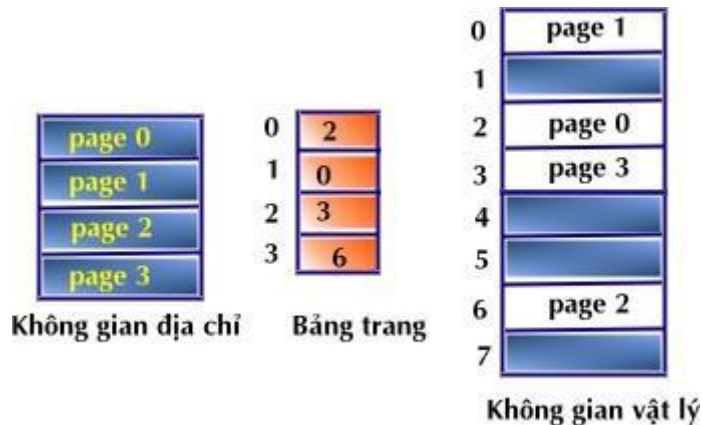 page 0
page 1
page 2
page 3
Không gian địa chỉ
0 2
1 0
2 3
3 6
Bảng trang
0 page 1
1
2 page 0
3 page 3
4
5
6 page 2
7
Không gian vật lý